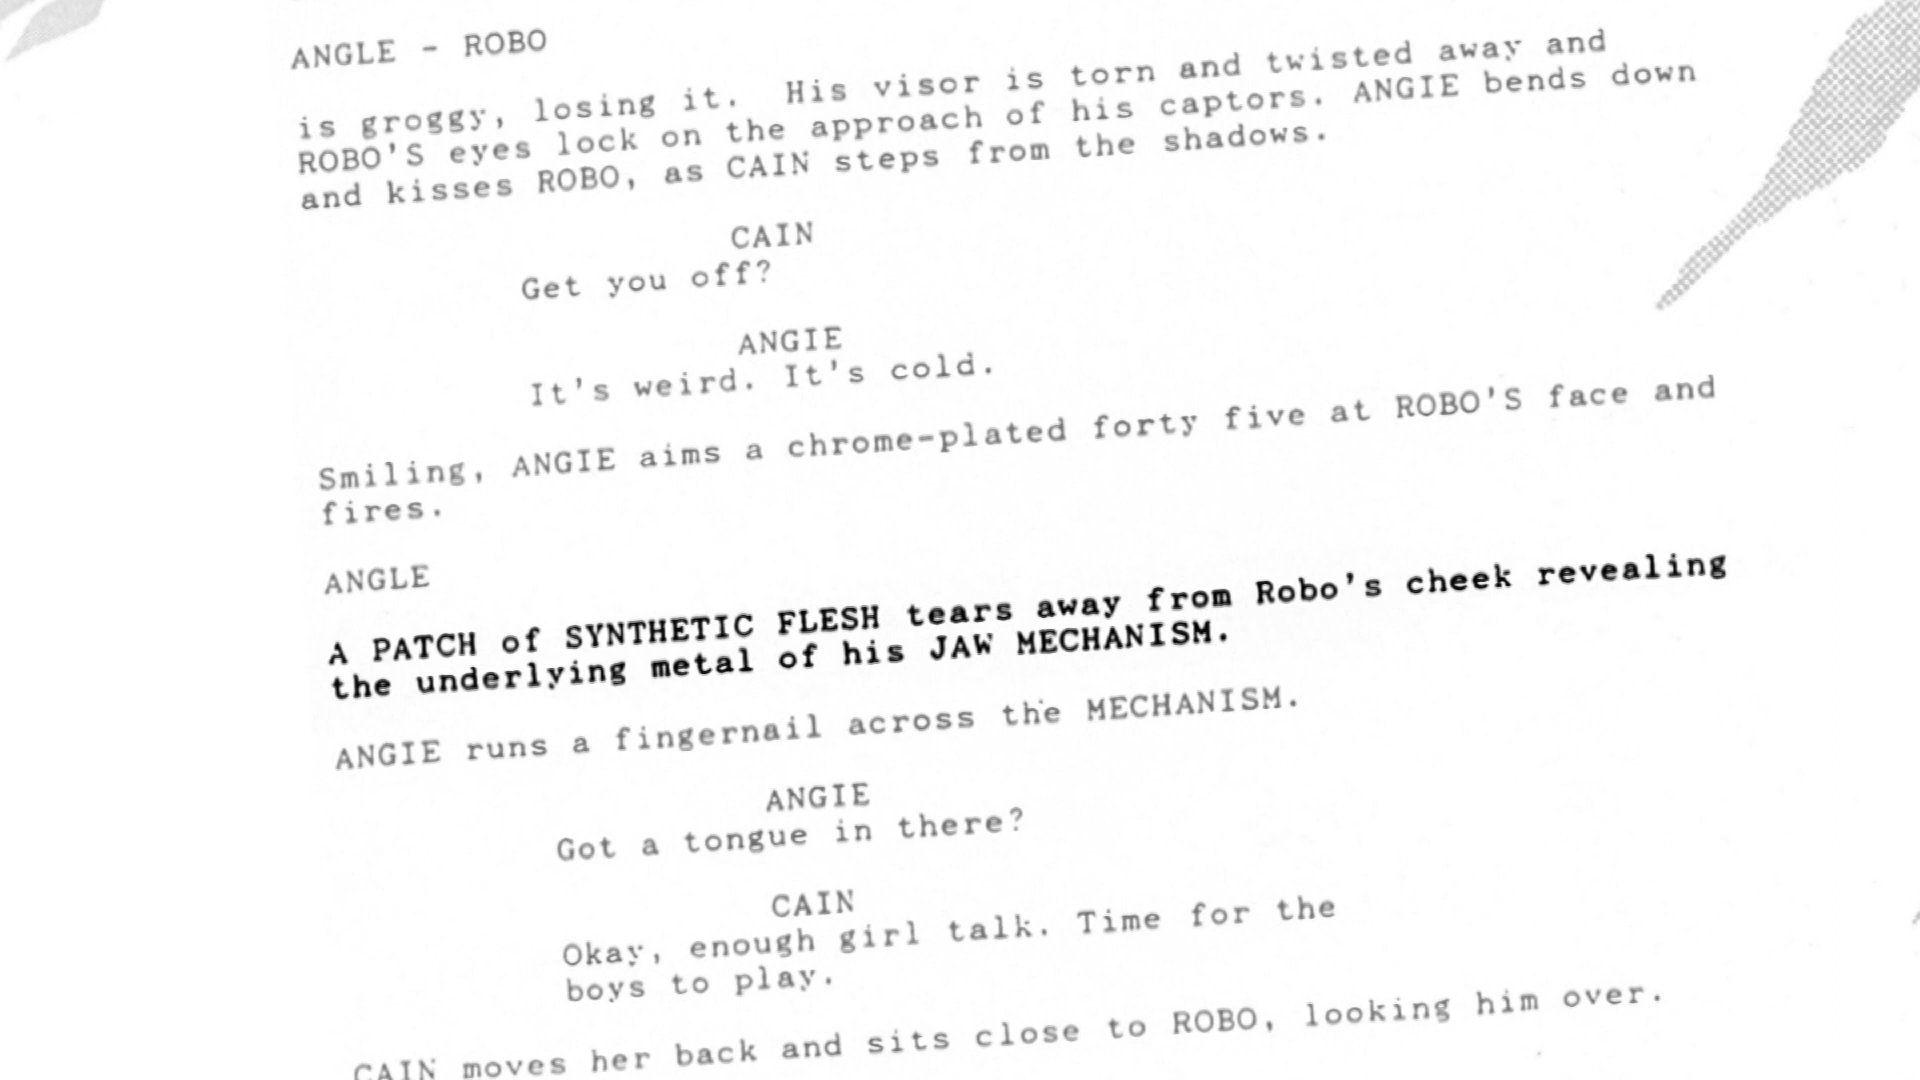 ANGLE - ROBO
is groggy, losing it. His visor is torn and twisted away and
ROBO'S eyes lock on the approach of his captors. ANGIE bends down
and kisses ROBO, as CAIN steps from the shadows.
CAIN
Get you off?
ANGIE
It's weird. It's cold.
Smiling, ANGIE aims a chrome-plated forty five at ROBO'S face and
fires.
ANGLE
A PATCH of SYNTHETIC FLESH tears away from Robo's cheek revealing
the underlying metal of his JAW MECHANISM.
ANGIE runs a fingernail across the MECHANISM.
ANGIE
Got a tongue in there?
CAIN
Okay, enough girl talk. Time for the
boys to play.
CAIN moves her back and sits close to ROBO, looking him over.